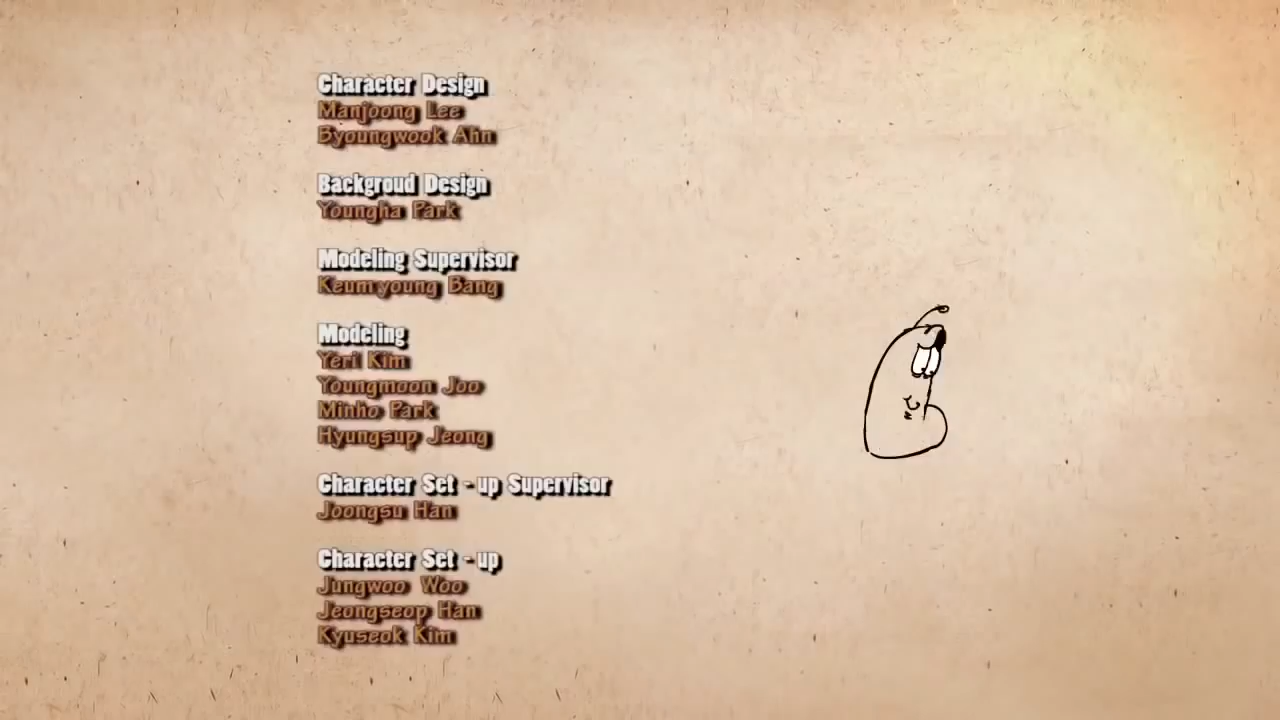 Character Design
Manjoong Lee
Byoungwook Ahn
Backgroud Design
Youngha Park
Modeling Supervisor
Keumyoung Bang
Modeling
Yeri Kim
Youngmoon Joo
Minho Park
Hyungsup Jeong
Character Set - up Supervisor
Joongsu Han
Character Set - up
Jungwoo Woo
Jeongseop Han
Kyuseok Kim